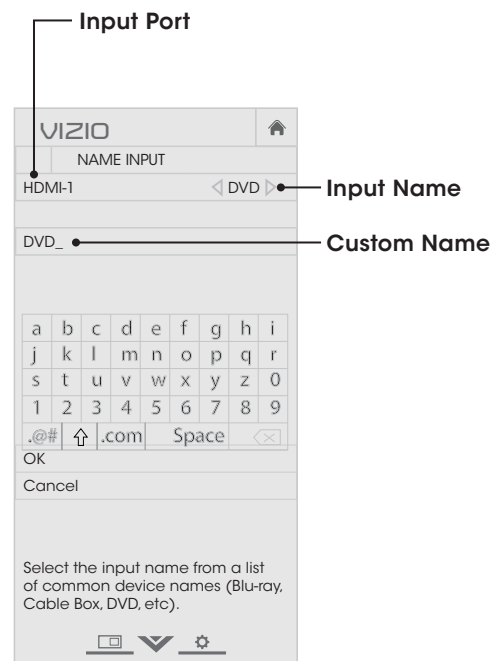 Input Port
VIZIO
NAME INPUT
HDMI-1 DVD Input Name
DVD_ Custom Name
a b c d e f g h i
j k l m n o p q r
s t u v w x y z 0
1 2 3 4 5 6 7 8 9
.@# .com Space
OK
Cancel
Select the input name from a list
of common device names (Blu-ray,
Cable Box, DVD, etc).